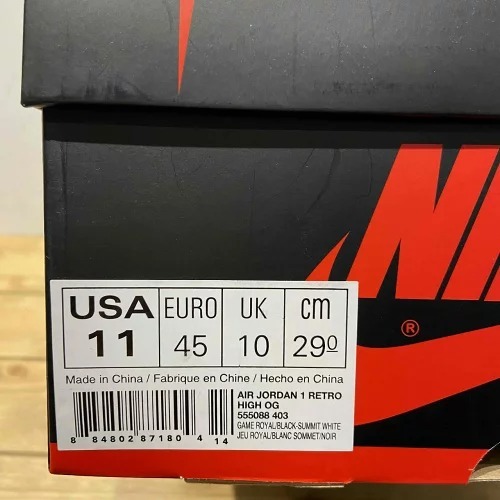 NI
®
USA EURO UK cm
11 45 10 29º
Made in China / Fabrique en Chine / Hecho en China
AIR JORDAN 1 RETRO
HIGH OG
555088 403
GAME ROYAL/BLACK-SUMMIT WHITE
JEU ROYAL/BLANC SOMMET/NOIR
8 84802 87180 4 14